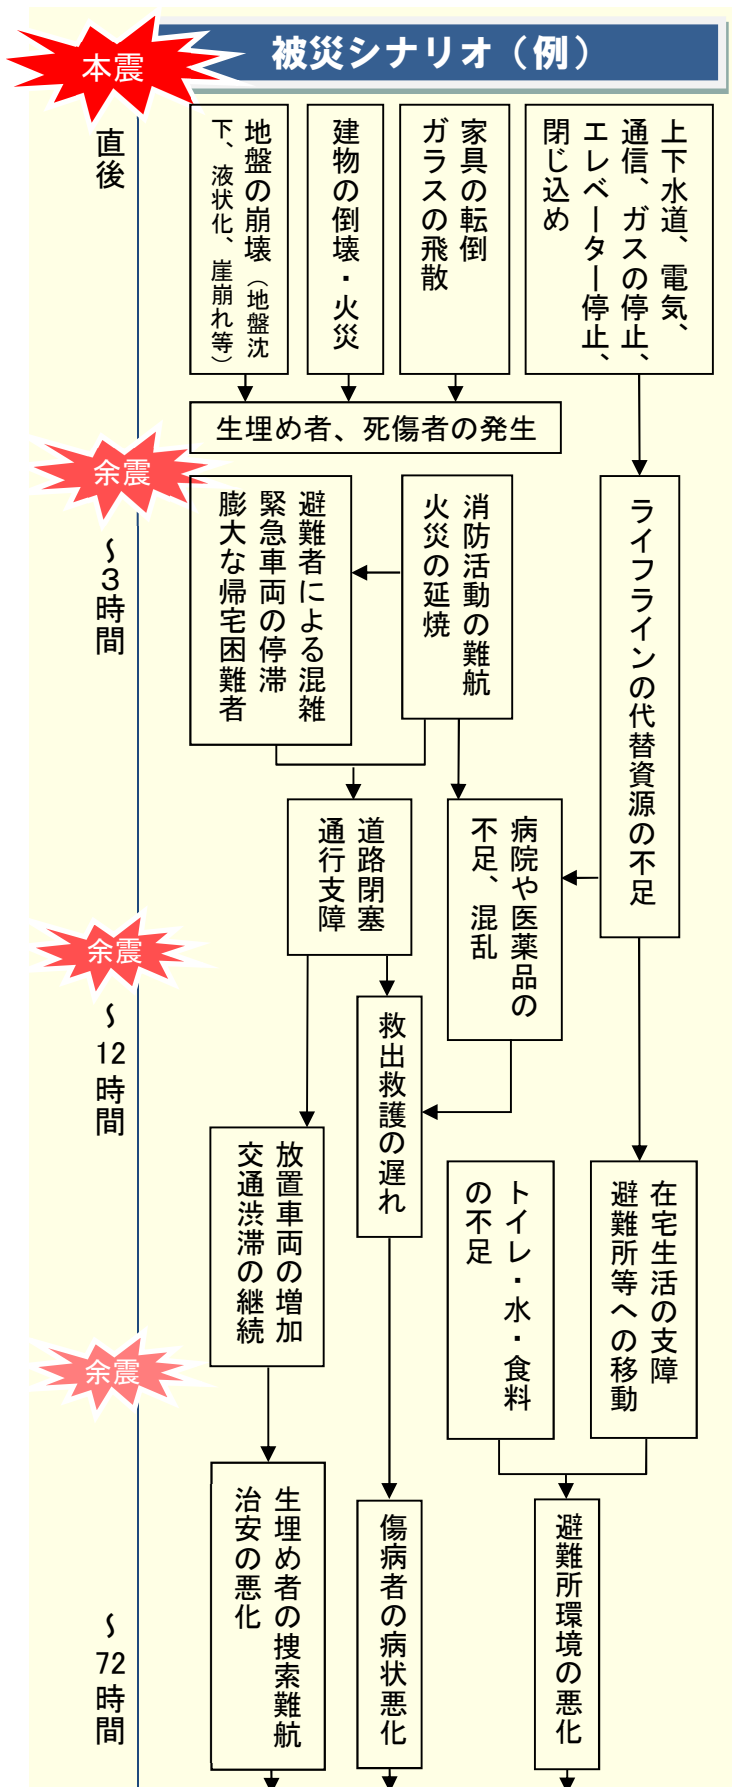 被災シナリオ（例）
本震
直後
地盤の崩壊（地盤沈
下、液状化、崖崩れ等）
建物の倒壊・火災
家具の転倒
ガラスの飛散
上下水道、電気、
通信、ガスの停止、
エレベーター停止、
閉じ込め
生埋め者、死傷者の発生
余震
～3時間
避難者による混雑
緊急車両の停滞
膨大な帰宅困難者
消防活動の難航
火災の延焼
ライフラインの代替資源の不足
道路閉塞
通行支障
病院や医薬品の
不足、混乱
余震
～12時間
救出救護の遅れ
放置車両の増加
交通渋滞の継続
トイレ・水・食料
の不足
在宅生活の支障
避難所等への移動
余震
～72時間
生埋め者の捜索難航
治安の悪化
傷病者の病状悪化
避難所環境の悪化